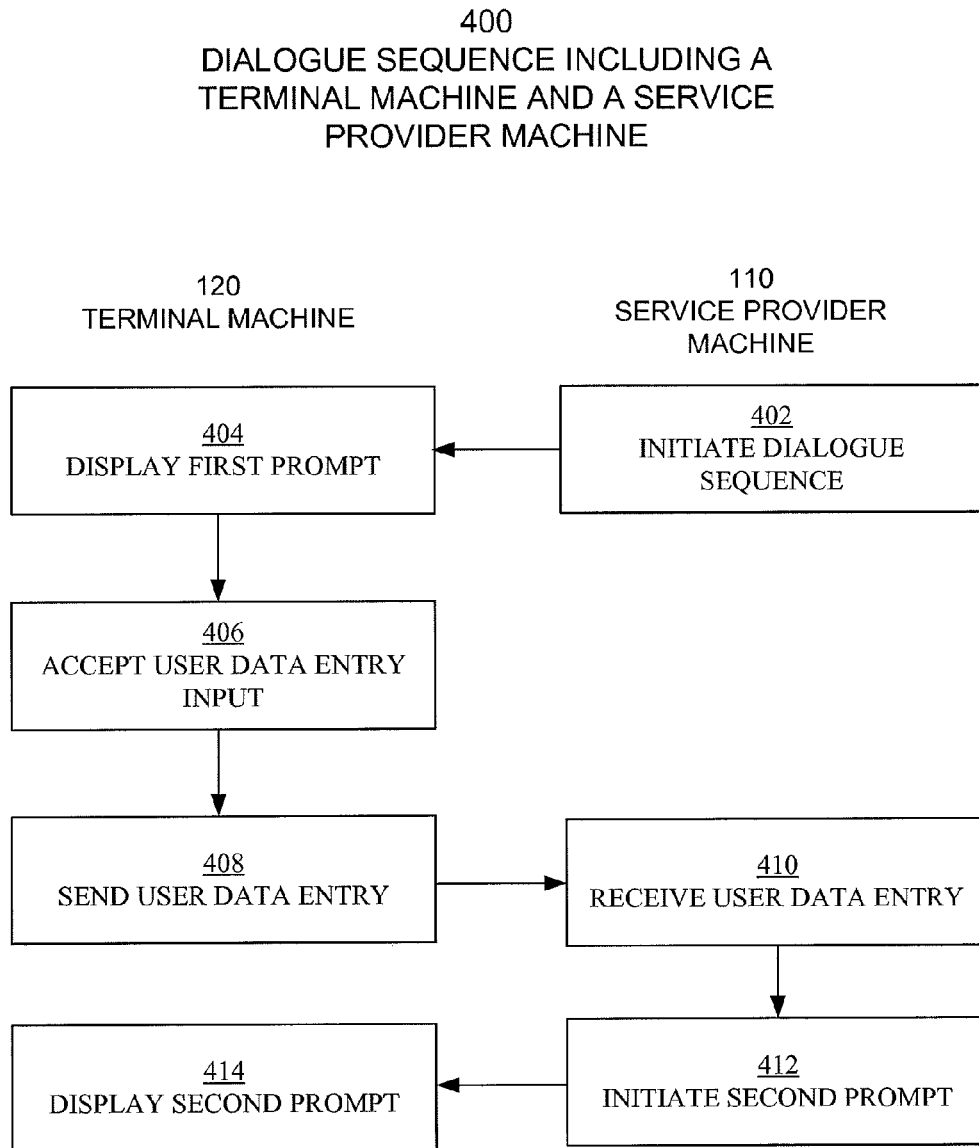 400
DIALOGUE SEQUENCE INCLUDING A
TERMINAL MACHINE AND A SERVICE
PROVIDER MACHINE
120
TERMINAL MACHINE
110
SERVICE PROVIDER
MACHINE
404
DISPLAY FIRST PROMPT
402
INITIATE DIALOGUE
SEQUENCE
406
ACCEPT USER DATA ENTRY
INPUT
408
SEND USER DATA ENTRY
410
RECEIVE USER DATA ENTRY
414
DISPLAY SECOND PROMPT
412
INITIATE SECOND PROMPT